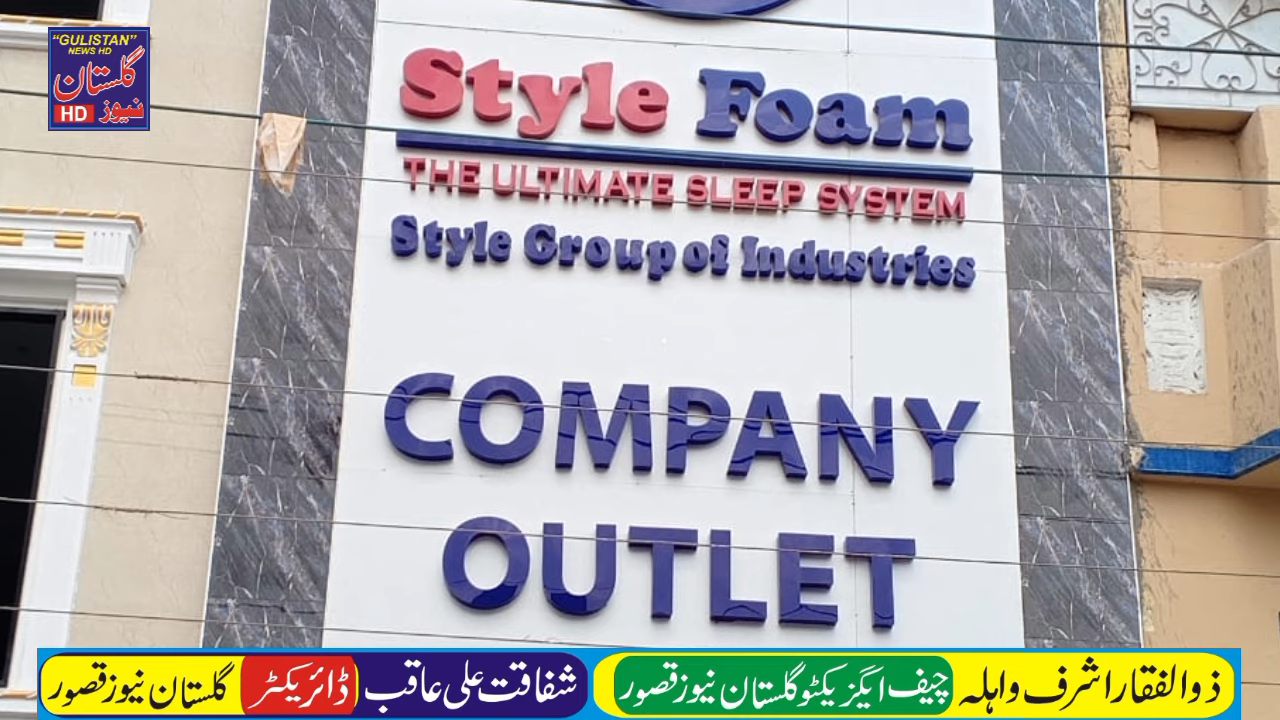 "GULISTAN"
NEWS HD
گلستان
نیوز HD
Style Foam
THE ULTIMATE SLEEP SYSTEM
Style Group of Industries
COMPANY
OUTLET
ذوالفقار اشرف واہلہ چیف ایگزیکٹو گلستان نیوز قصور شفاقت علی عاقب ڈائریکٹر گلستان نیوز قصور